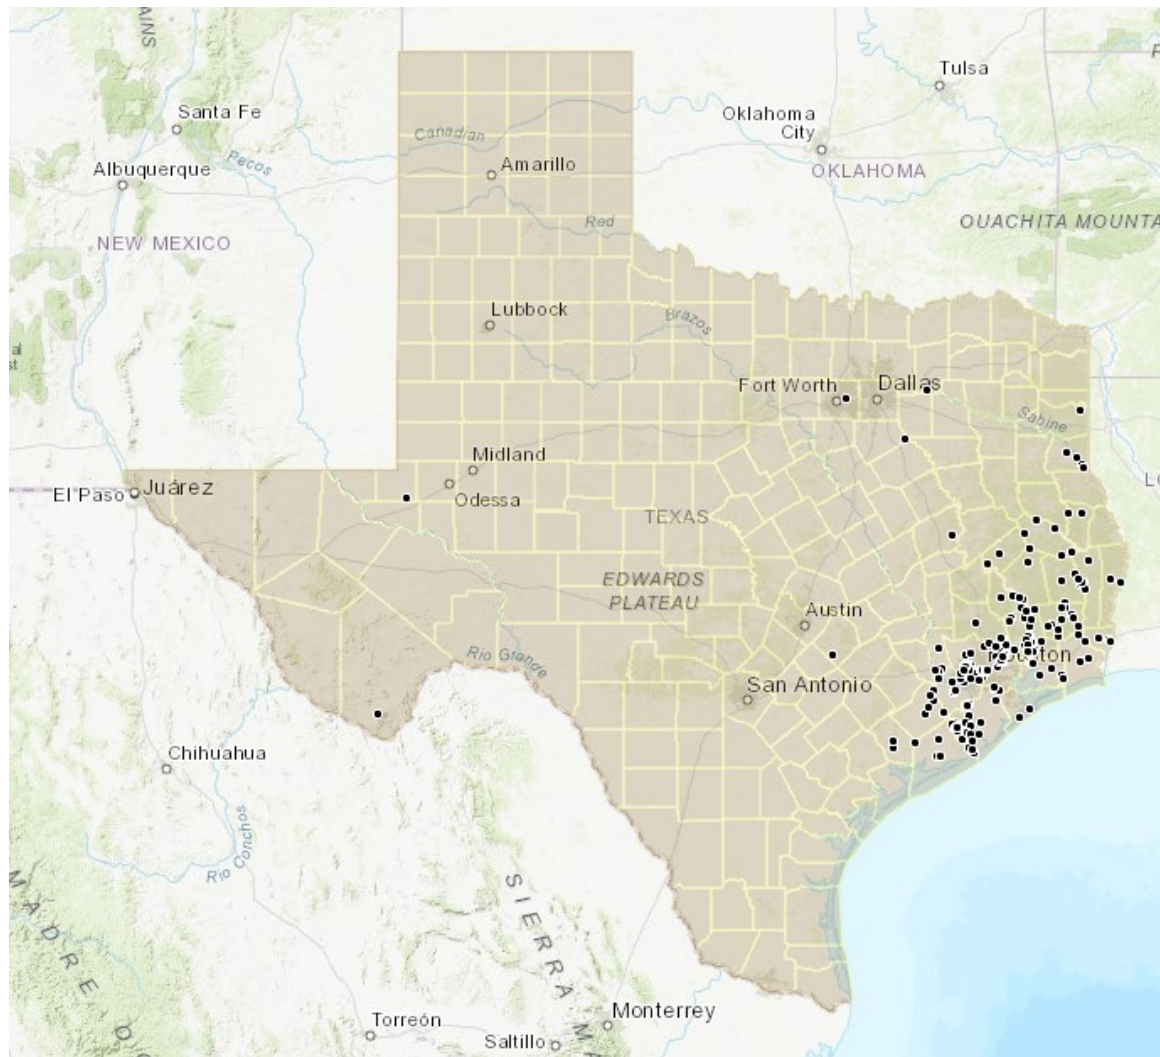 AINS
Tulsa
Santa Fe
Oklahoma
City
Canadian
Pecos
Amarillo
Albuquerque
OKLAHOMA
Red
OUACHITA MOUNTA
NEW MEXICO
Lubbock
Brazos
Fort Worth
Dallas
Sabine
Midland
El Paso
Juárez
Odessa
TEXAS
EDWARDS
PLATEAU
Austin
Rio Grande
Houston
San Antonio
Chihuahua
Rio Conchos
SIERRA MA
MADRE O
Monterrey
Torreón
Saltillo